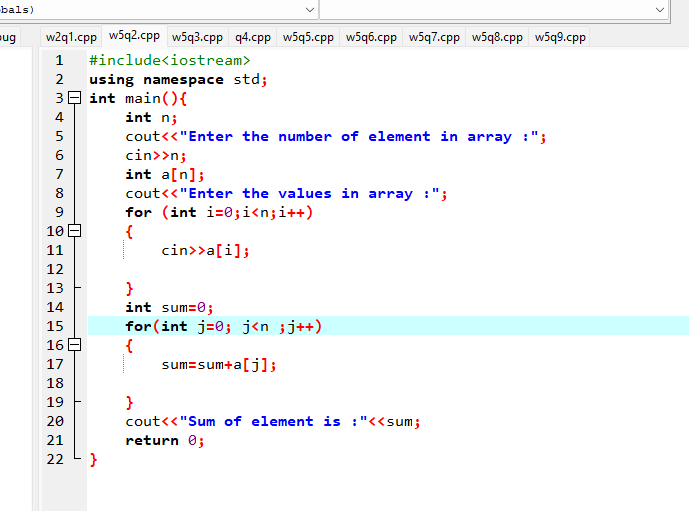 bals)
ug w2q1.cpp w5q2.cpp w5q3.cpp q4.cpp w5q5.cpp w5q6.cpp w5q7.cpp w5q8.cpp w5q9.cpp
1 #include<iostream>
2 using namespace std;
3 int main(){
4 int n;
5 cout<<"Enter the number of element in array :";
6 cin>>n;
7 int a[n];
8 cout<<"Enter the values in array :";
9 for (int i=0;i<n;i++)
10 {
11 cin>>a[i];
12
13 }
14 int sum=0;
15 for(int j=0; j<n ;j++)
16 {
17 sum=sum+a[j];
18
19 }
20 cout<<"Sum of element is :"<<sum;
21 return 0;
22 }